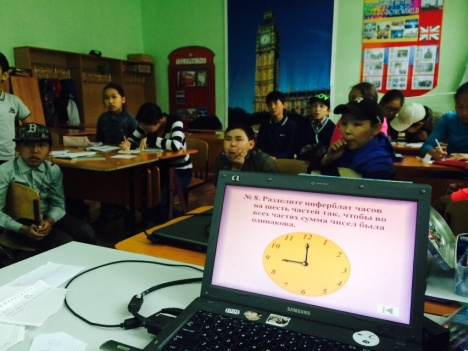 TELEPHONE
№ 8. Разделите циферблат часов
на шесть частей так, чтобы во
всех частях сумма чисел была
одинакова.
11 12 1
10 2
9 3
8 4
7 6 5
SAMSUNG